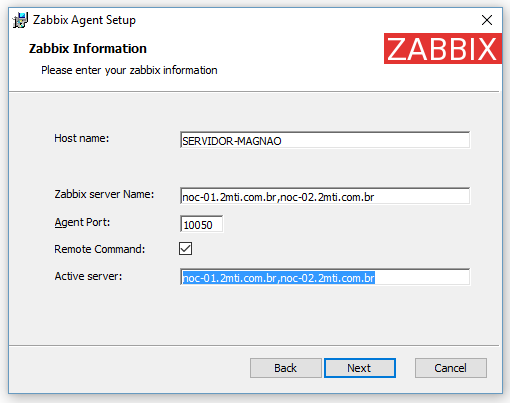 Zabbix Agent Setup
Zabbix Information
Please enter your zabbix information
ZABBIX
Host name:
SERVIDOR-MAGNAO
Zabbix server Name:
noc-01.2mti.com.br,noc-02.2mti.com.br
Agent Port:
10050
Remote Command:
Active server:
noc-01.2mti.com.br,noc-02.2mti.com.br
Back
Next
Cancel